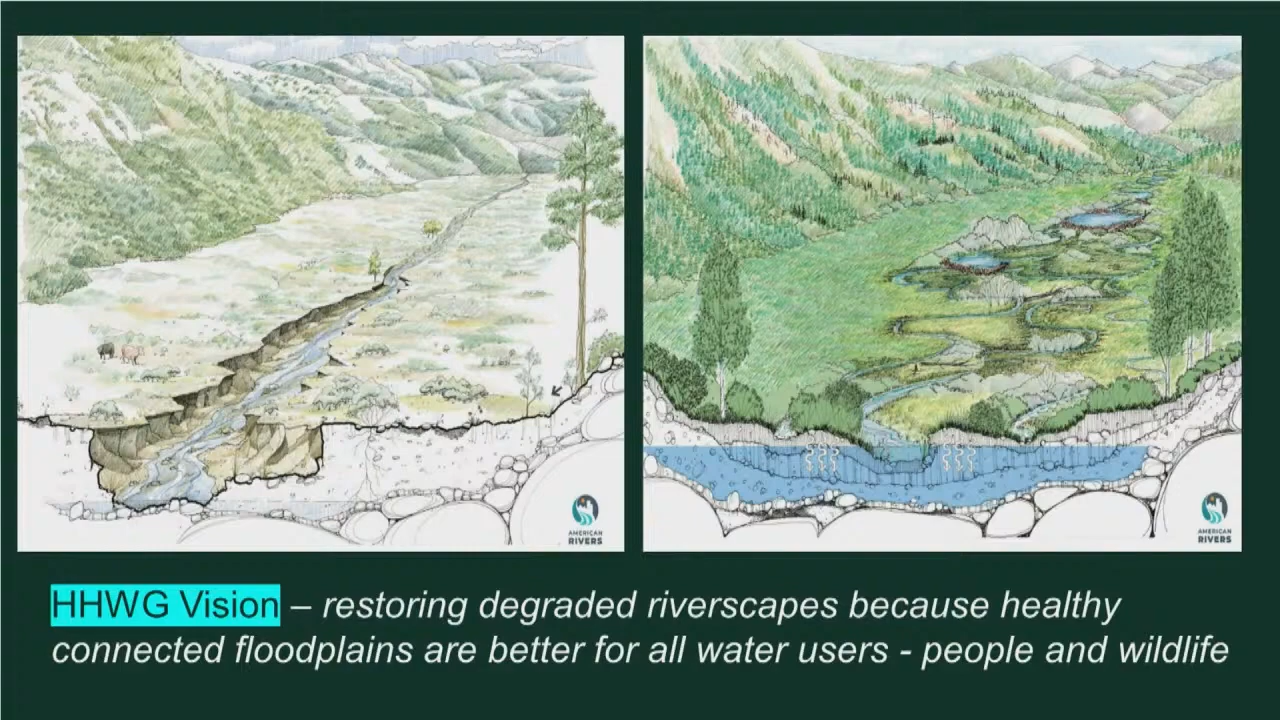 AMERICAN
RIVERS
AMERICAN
RIVERS
HHWG Vision – restoring degraded riverscapes because healthy
connected floodplains are better for all water users - people and wildlife